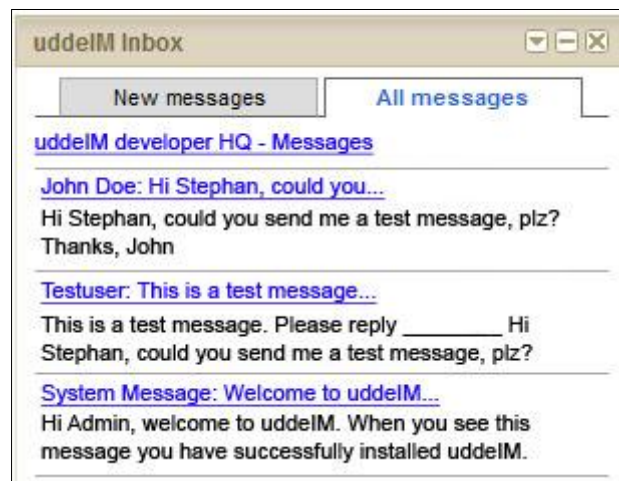 uddeIM Inbox
New messages
All messages
uddeIM developer HQ - Messages
John Doe: Hi Stephan, could you...
Hi Stephan, could you send me a test message, plz?
Thanks, John
Testuser: This is a test message...
This is a test message. Please reply ________ Hi
Stephan, could you send me a test message, plz?
System Message: Welcome to uddeIM...
Hi Admin, welcome to uddeIM. When you see this
message you have successfully installed uddeIM.